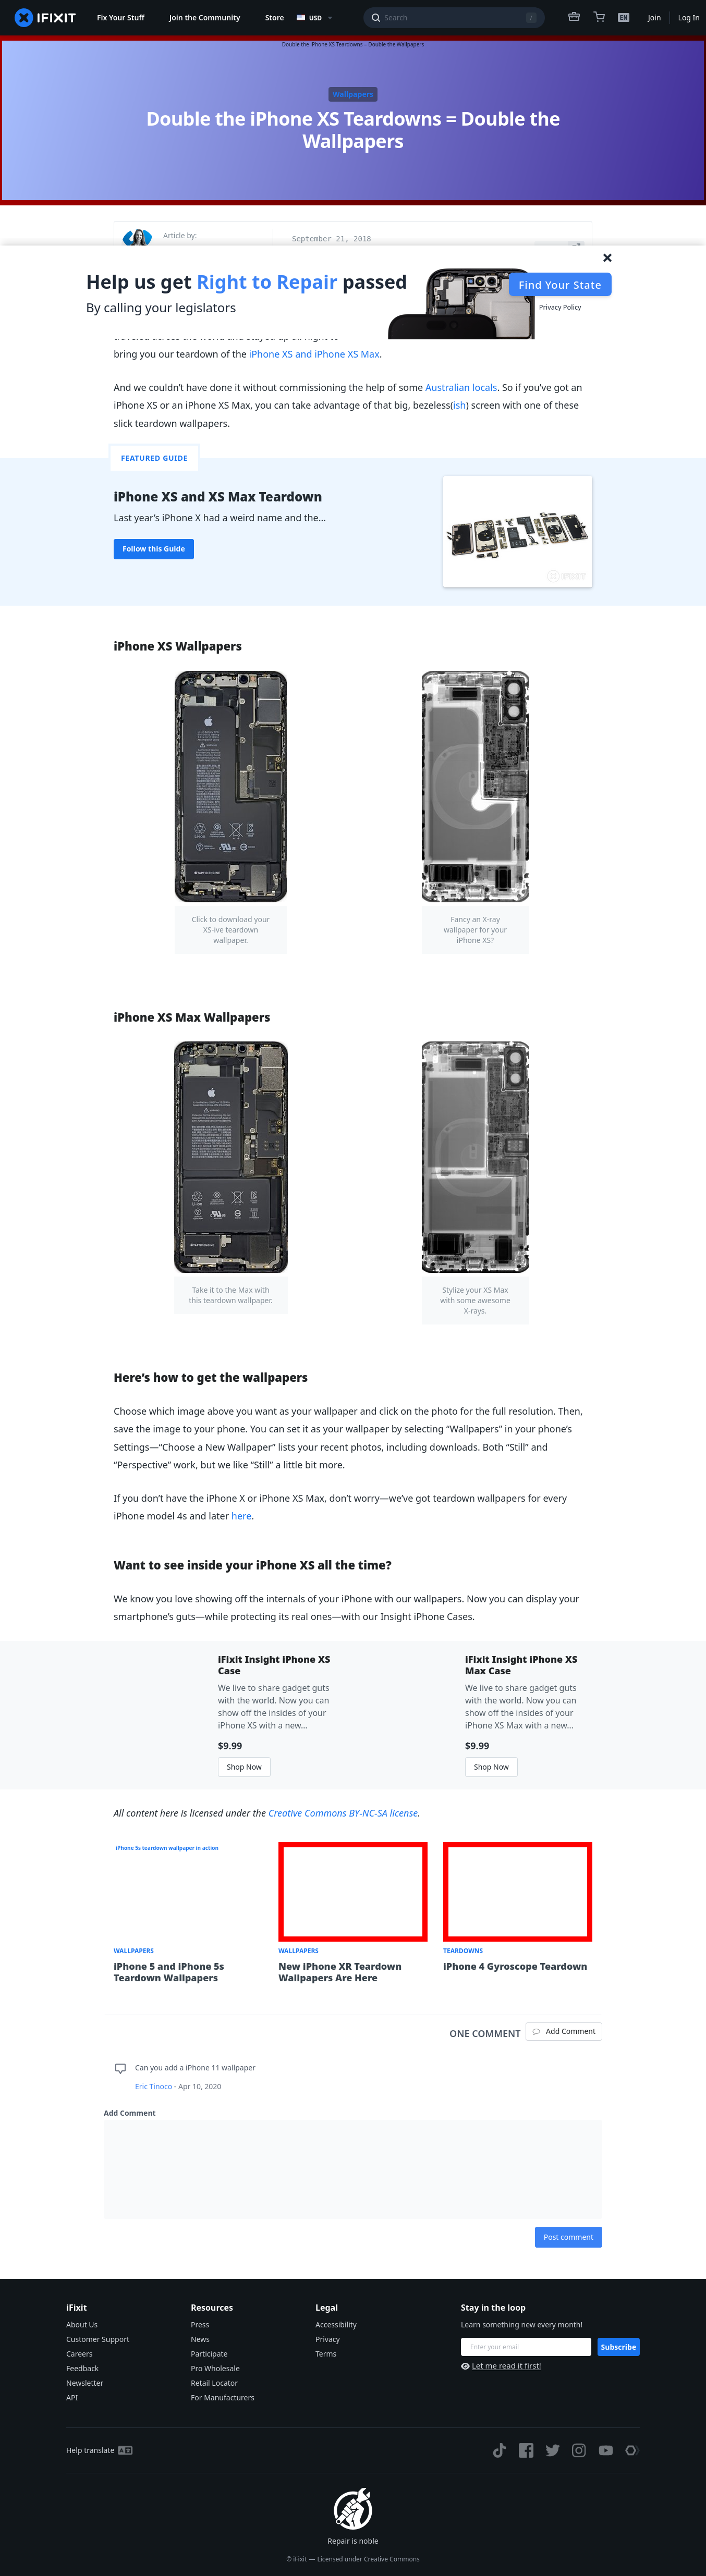 IFIXIT
Fix Your Stuff
Join the Community
Store
USD
Search
/
EN
Join
Log In
Double the iPhone XS Teardowns = Double the Wallpapers
Wallpapers
Double the iPhone XS Teardowns = Double the
Wallpapers
Article by:
September 21, 2018
Help us get Right to Repair passed
By calling your legislators
Find Your State
Privacy Policy
bring you our teardown of the iPhone XS and iPhone XS Max.
And we couldn’t have done it without commissioning the help of some Australian locals. So if you’ve got an
iPhone XS or an iPhone XS Max, you can take advantage of that big, bezeless(ish) screen with one of these
slick teardown wallpapers.
FEATURED GUIDE
iPhone XS and XS Max Teardown
Last year’s iPhone X had a weird name and the...
Follow this Guide
IFIXIT
iPhone XS Wallpapers
Click to download your
XS-ive teardown
wallpaper.
Fancy an X-ray
wallpaper for your
iPhone XS?
iPhone XS Max Wallpapers
Take it to the Max with
this teardown wallpaper.
Stylize your XS Max
with some awesome
X-rays.
Here’s how to get the wallpapers
Choose which image you want as your wallpaper and click on the photo for the full resolution. Then,
save the image to your phone. You can set it as your wallpaper by selecting “Wallpapers” in your phone’s
Settings—“Choose a New Wallpaper” lists your recent photos, including downloads. Both “Still” and
“Perspective” work, but we like “Still” a little bit more.
If you don’t have the iPhone X or iPhone XS Max, don’t worry—we’ve got teardown wallpapers for every
iPhone model 4s and later here.
Want to see inside your iPhone XS all the time?
We know you love showing off the internals of your iPhone with our wallpapers. Now you can display your
smartphone’s guts—while protecting its real ones—with our Insight iPhone Cases.
iFixit Insight iPhone XS
Case
We live to share gadget guts
with the world. Now you can
show off the insides of your
iPhone XS with a new...
$9.99
Shop Now
iFixit Insight iPhone XS
Max Case
We live to share gadget guts
with the world. Now you can
show off the insides of your
iPhone XS Max with a new...
$9.99
Shop Now
All content here is licensed under the Creative Commons BY-NC-SA license.
iPhone 5s teardown wallpaper in action
WALLPAPERS
iPhone 5 and iPhone 5s
Teardown Wallpapers
WALLPAPERS
New iPhone XR Teardown
Wallpapers Are Here
TEARDOWNS
iPhone 4 Gyroscope Teardown
ONE COMMENT
Add Comment
Can you add a iPhone 11 wallpaper
Eric Tinoco - Apr 10, 2020
Add Comment
Post comment
iFixit
About Us
Customer Support
Careers
Feedback
Newsletter
API
Resources
Press
News
Participate
Pro Wholesale
Retail Locator
For Manufacturers
Legal
Accessibility
Privacy
Terms
Stay in the loop
Learn something new every month!
Enter your email
Subscribe
Let me read it first!
Help translate
Repair is noble
© iFixit — Licensed under Creative Commons